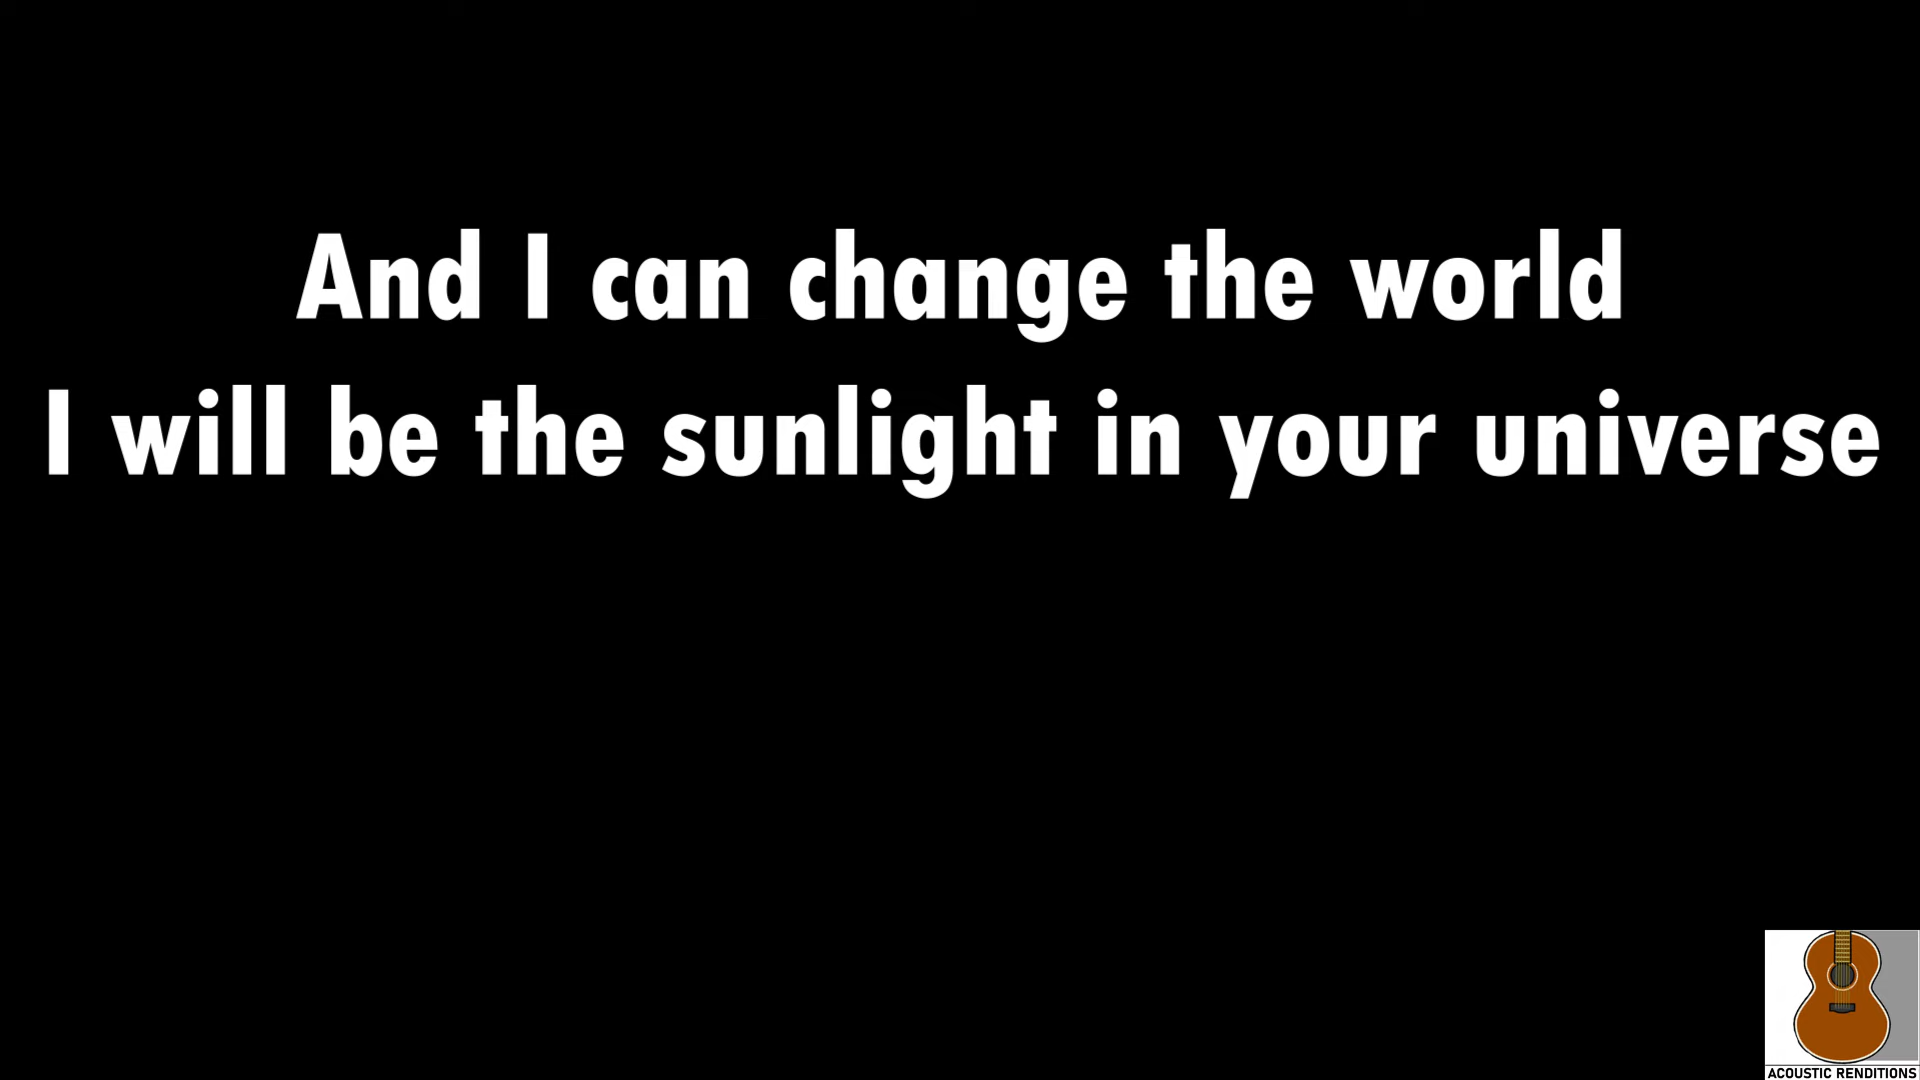 And I can change the world
I will be the sunlight in your universe
ACOUSTIC RENDITIONS